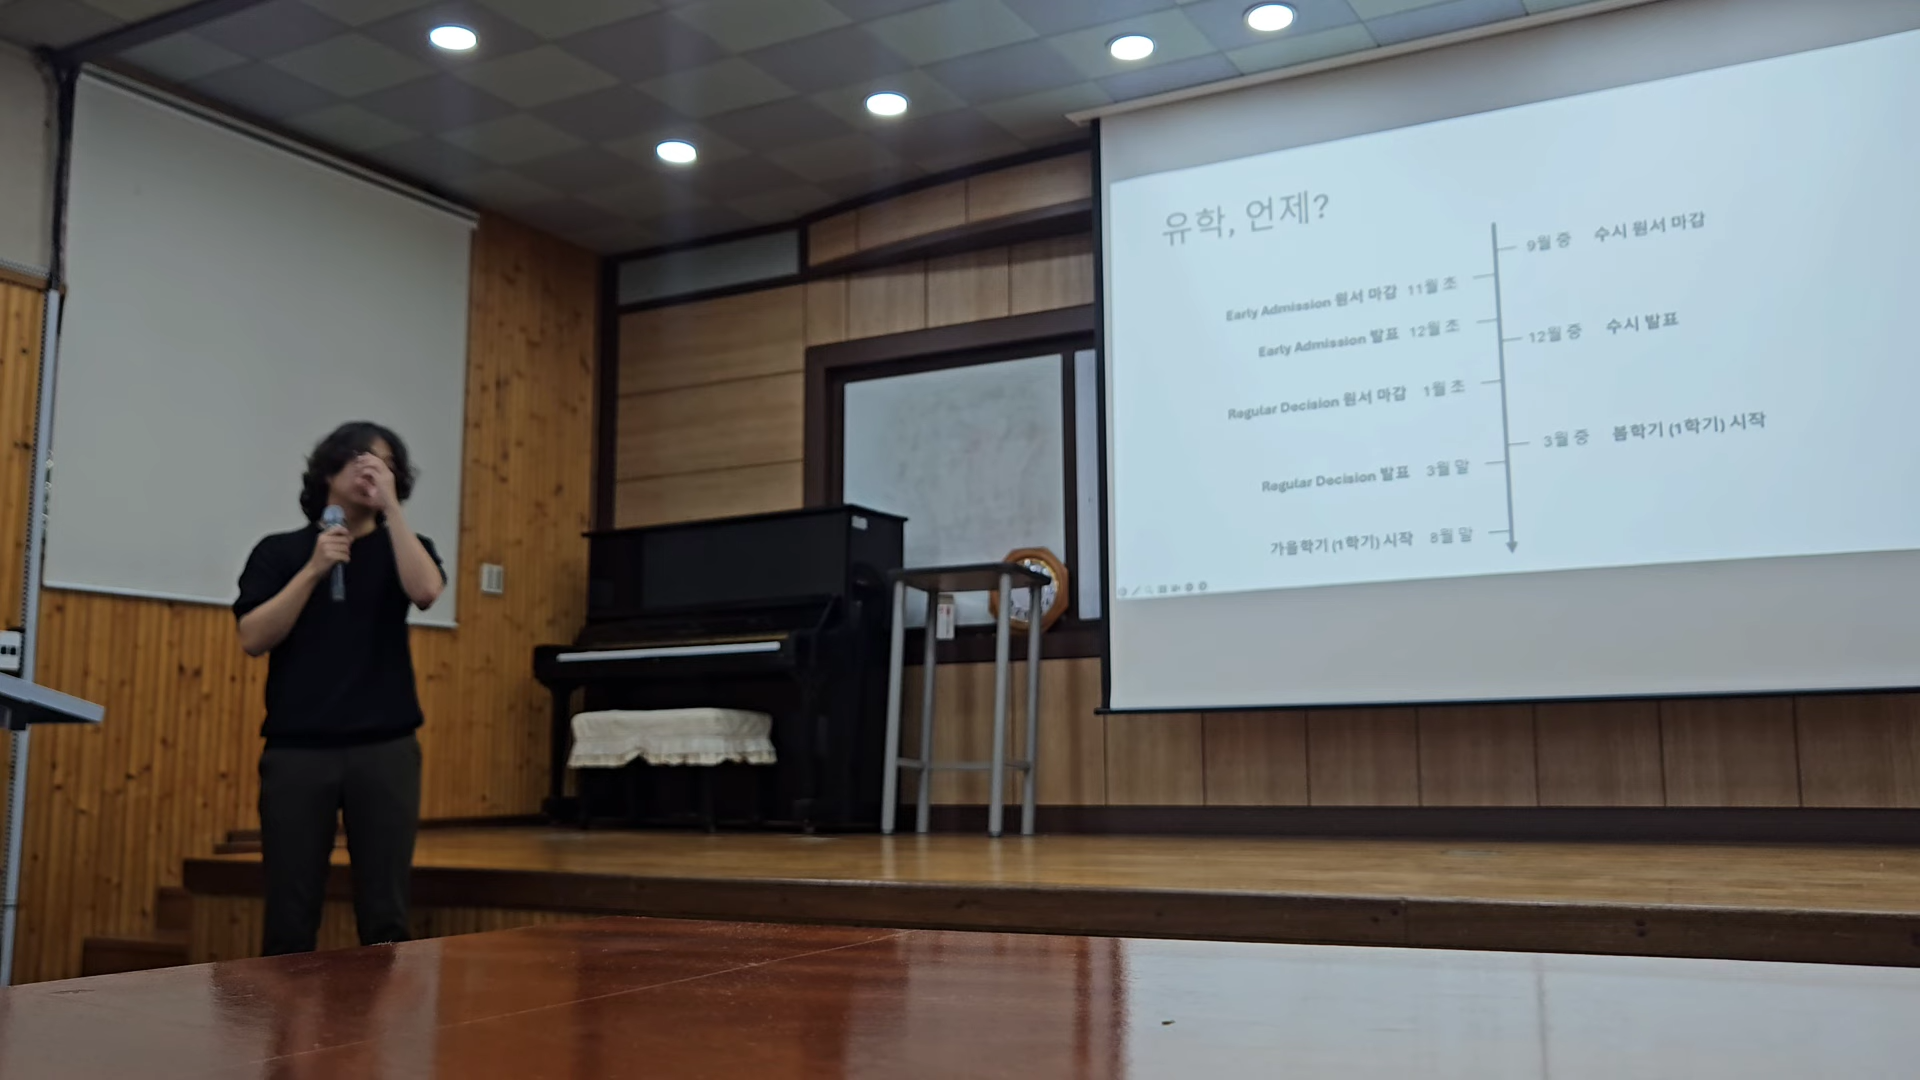 유학, 언제?
9월 중 수시 원서 마감
Early Admission 원서 마감 11월 초
Early Admission 발표 12월 초
12월 중 수시 발표
Regular Decision 원서 마감 1월 초
3월 중 봄학기 (1학기) 시작
Regular Decision 발표 3월 말
가을학기 (1학기) 시작 8월 말